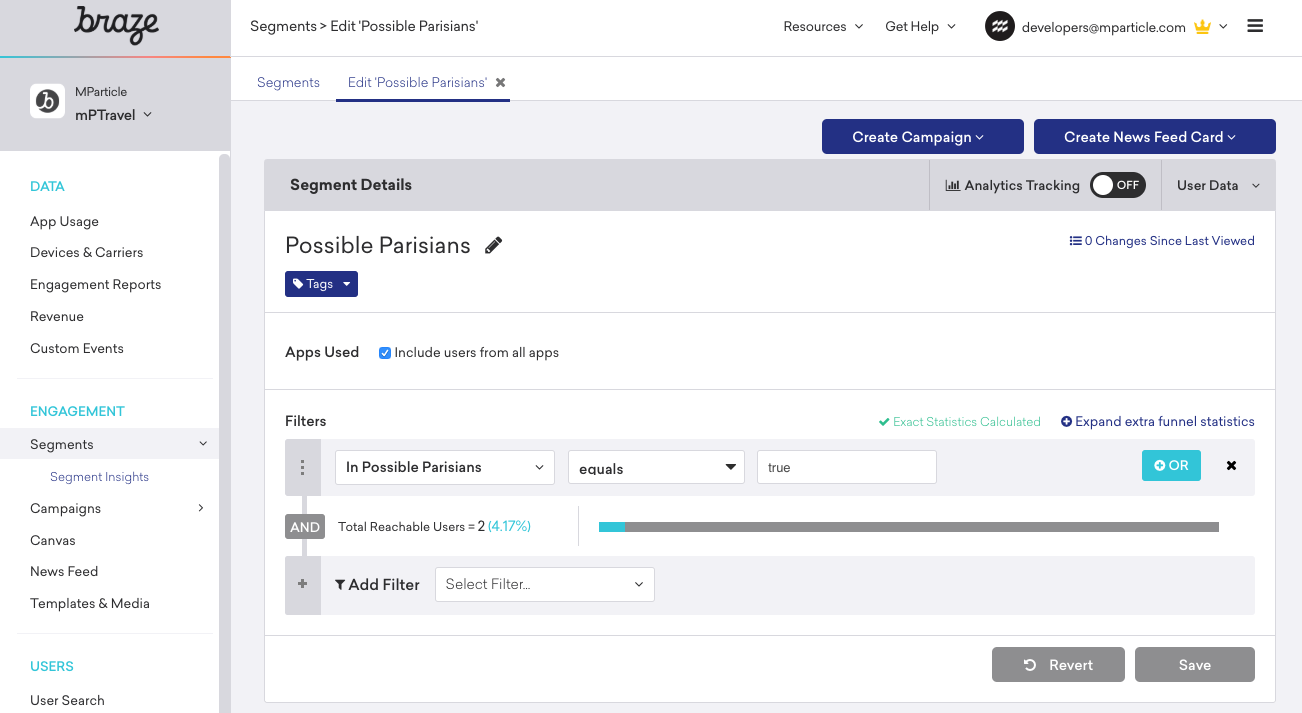 braze
Segments > Edit 'Possible Parisians'
Resources
Get Help
developers@mparticle.com
MParticle
mPTravel
Segments
Edit 'Possible Parisians'
Create Campaign
Create News Feed Card
Segment Details
Analytics Tracking
OFF
User Data
Possible Parisians
0 Changes Since Last Viewed
Tags
Apps Used
Include users from all apps
Filters
Exact Statistics Calculated
Expand extra funnel statistics
In Possible Parisians
equals
true
OR
AND
Total Reachable Users = 2 (4.17%)
Add Filter
Select Filter...
Revert
Save
DATA
App Usage
Devices & Carriers
Engagement Reports
Revenue
Custom Events
ENGAGEMENT
Segments
Segment Insights
Campaigns
Canvas
News Feed
Templates & Media
USERS
User Search